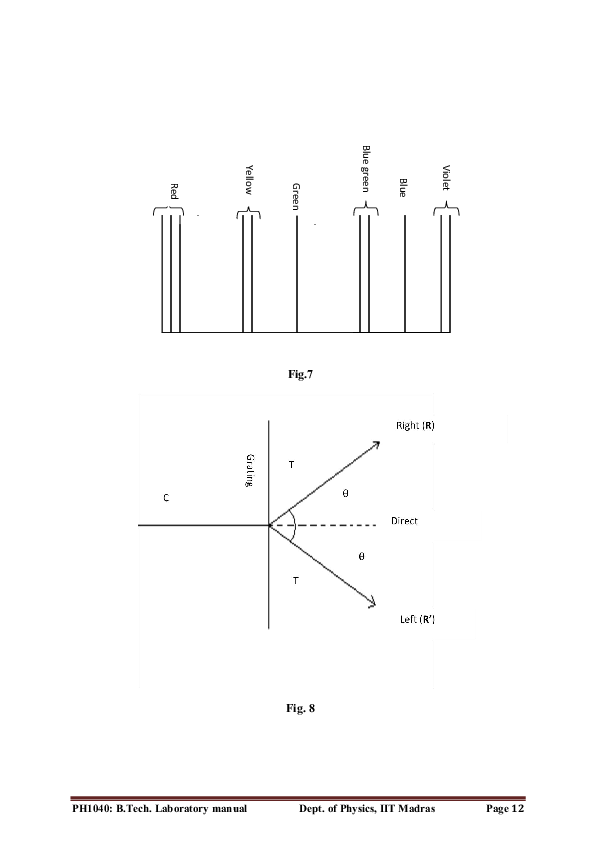 Red
Yellow
Green
Blue green
Blue
Violet
Fig.7
Right (R)
Grating
T
θ
C
Direct
θ
T
Left (R')
Fig. 8
PH1040: B.Tech. Laboratory manual Dept. of Physics, IIT Madras Page 12